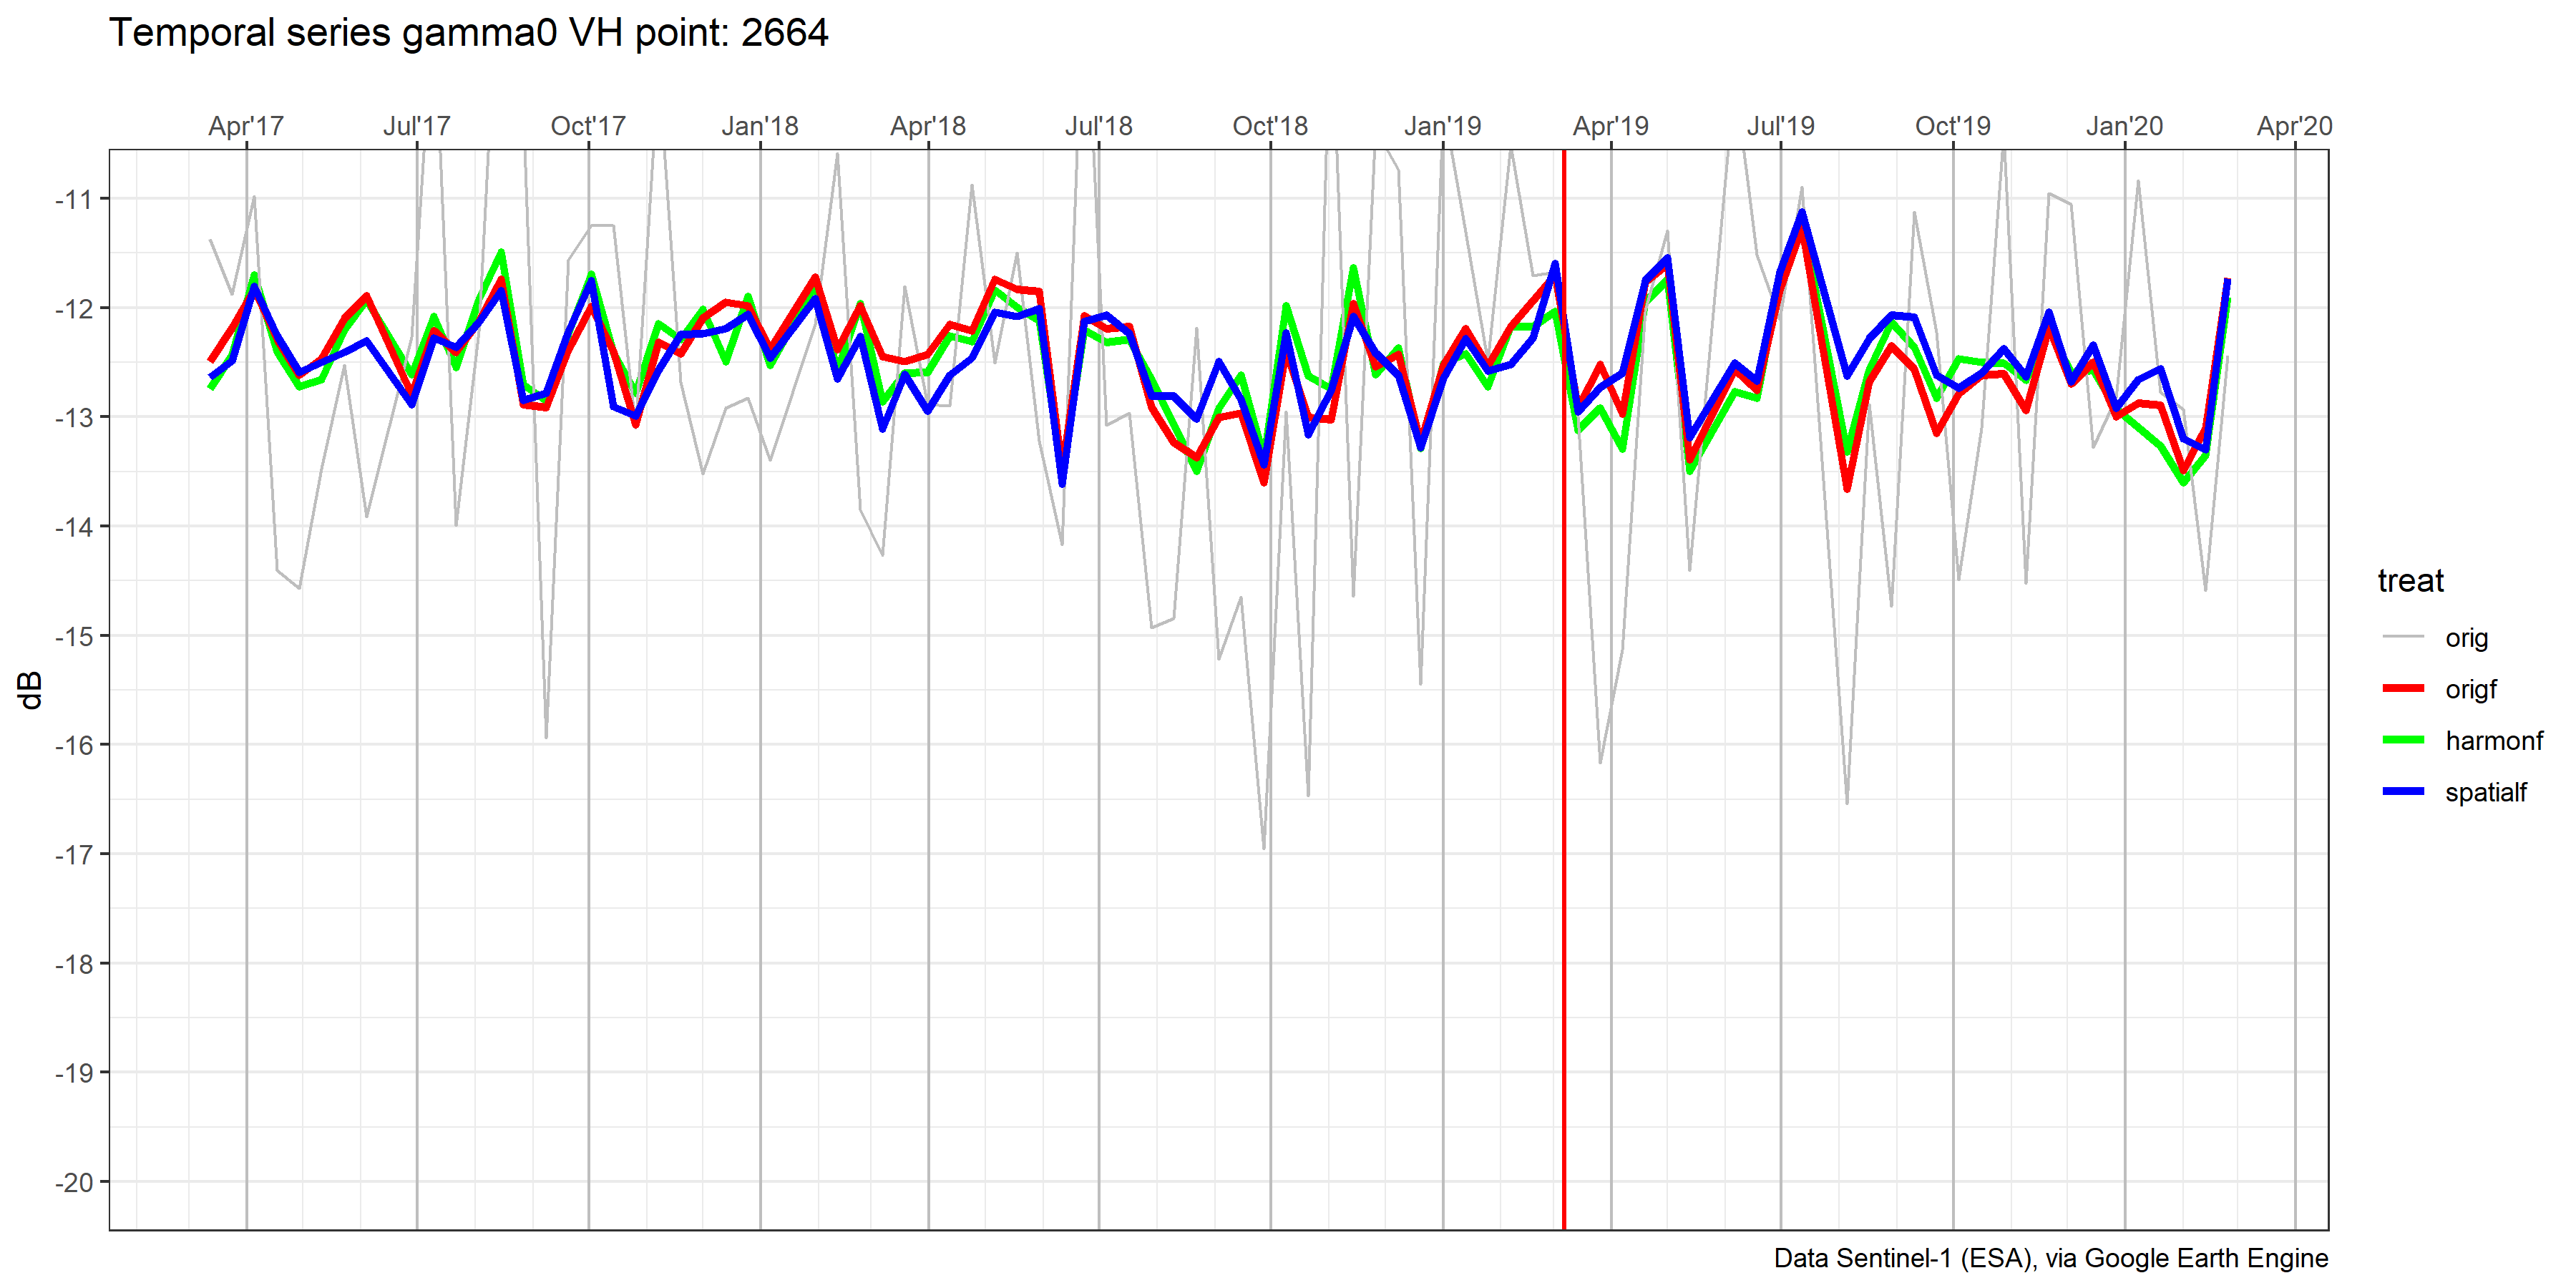 Temporal series gamma0 VH point: 2664
Apr'17 Jul'17 Oct'17 Jan'18 Apr'18 Jul'18 Oct'18 Jan'19 Apr'19 Jul'19 Oct'19 Jan'20 Apr'20
-11
-12
-13
-14
-15
-16
-17
-18
-19
-20
dB
treat
orig
origf
harmonf
spatialf
Data Sentinel-1 (ESA), via Google Earth Engine